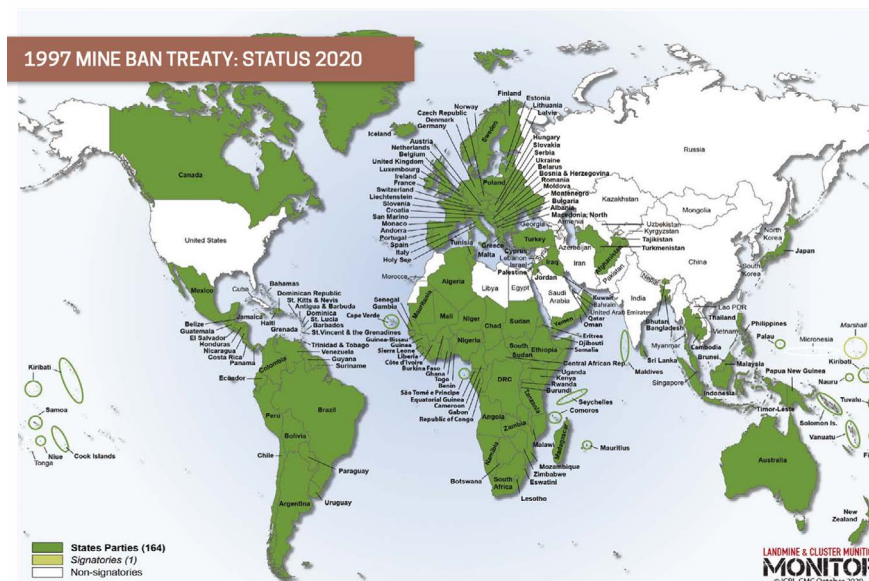 1997 MINE BAN TREATY: STATUS 2020
Finland
Estonia
Lithuania
Latvia
Norway
Czech Republic
Denmark
Germany
Iceland
Austria
Netherlands
Belgium
United Kingdom
Luxembourg
Ireland
France
Switzerland
Liechtenstein
Slovenia
Croatia
San Marino
Monaco
Andorra
Portugal
Spain
Italy
Holy See
Sweden
Poland
Hungary
Slovakia
Serbia
Ukraine
Belarus
Bosnia & Herzegovina
Romania
Moldova
Montenegro
Bulgaria
Albania
Macedonia; North
Russia
Kazakhstan
Mongolia
Uzbekistan
Kyrgyzstan
Tajikistan
Turkmenistan
China
North
Korea
South
Korea
Japan
Georgia
Armenia
Azerbaijan
Turkey
Greece
Malta
Cyprus
Lebanon
Israel
Palestine
Jordan
Iraq
Iran
Afghanistan
Pakistan
Nepal
India
Kuwait
Bahrain
United Arab Emirates
Qatar
Oman
Saudi
Arabia
Yemen
Bhutan
Bangladesh
Myanmar
Lao PDR
Thailand
Vietnam
Cambodia
Brunei
Philippines
Palau
Malaysia
Singapore
Sri Lanka
Maldives
Indonesia
Timor-Leste
Papua New Guinea
Micronesia
Marshall
Kiribati
Nauru
Tuvalu
Solomon Is.
Vanuatu
Australia
New
Zealand
Canada
United States
Mexico
Cuba
Bahamas
Dominican Republic
St. Kitts & Nevis
Antigua & Barbuda
Dominica
St. Lucia
Barbados
St.Vincent & the Grenadines
Jamaica
Haiti
Grenada
Trinidad & Tobago
Venezuela
Guyana
Suriname
Belize
Guatemala
El Salvador
Honduras
Nicaragua
Costa Rica
Panama
Colombia
Ecuador
Peru
Brazil
Bolivia
Chile
Paraguay
Argentina
Uruguay
Kiribati
Samoa
Tonga
Niue
Cook Islands
Tunisia
Morocco
Algeria
Libya
Egypt
Mauritania
Mali
Niger
Chad
Sudan
Senegal
Gambia
Cape Verde
Guinea-Bissau
Guinea
Sierra Leone
Liberia
Côte d'Ivoire
Burkina Faso
Ghana
Togo
Benin
Nigeria
São Tomé e Príncipe
Equatorial Guinea
Cameroon
Gabon
Republic of Congo
South
Sudan
Ethiopia
Eritrea
Djibouti
Somalia
Central African Rep.
Uganda
Kenya
Rwanda
Burundi
DRC
Tanzania
Seychelles
Comoros
Angola
Zambia
Malawi
Madagascar
Mauritius
Namibia
Botswana
Mozambique
Zimbabwe
Eswatini
South
Africa
Lesotho
States Parties (164)
Signatories (1)
Non-signatories
LANDMINE & CLUSTER MUNITIO
MONITOR
©ICBL-CMC October 2020